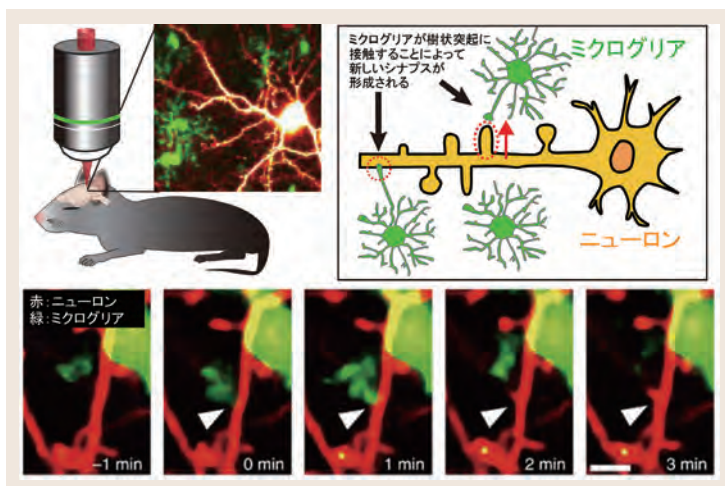 ミクログリアが樹状突起に
接触することによって
新しいシナプスが
形成される
ミクログリア
ニューロン
赤:ニューロン
緑:ミクログリア
–1 min
0 min
1 min
2 min
3 min